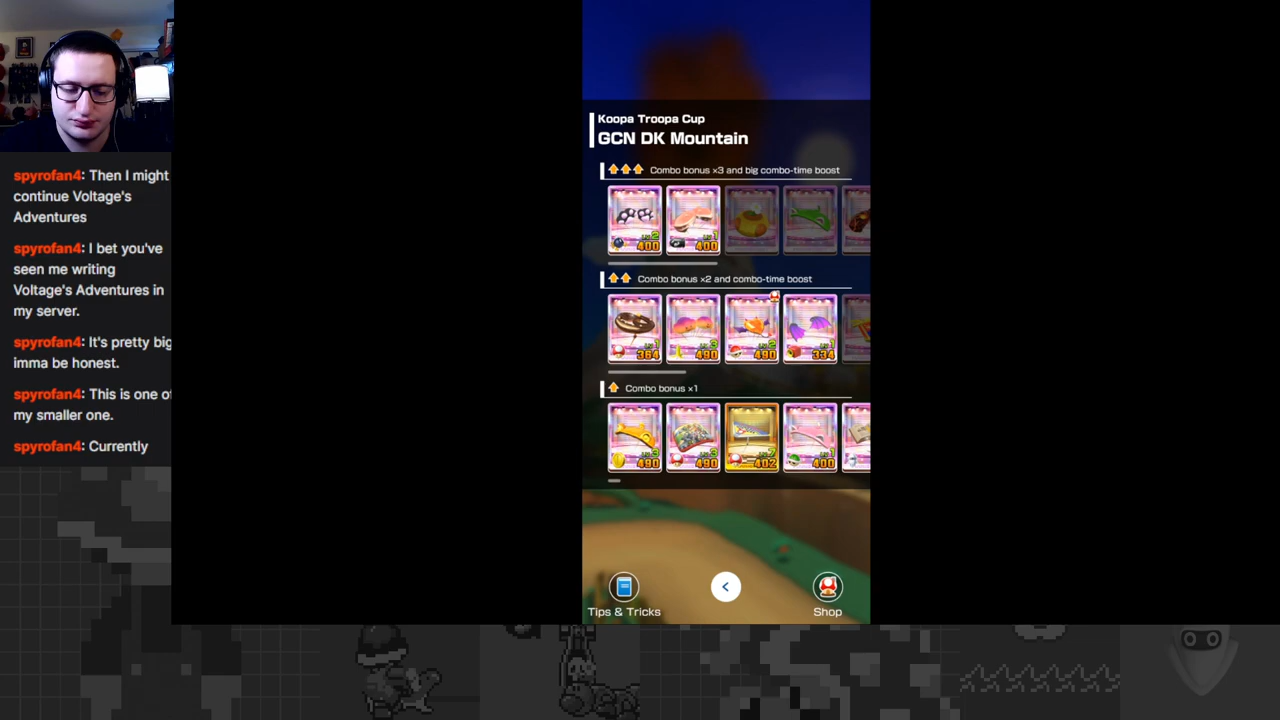 spyrofan4: Then I might
continue Voltage's
Adventures
spyrofan4: I bet you've
seen me writing
Voltage's Adventures in
my server.
spyrofan4: It's pretty big
imma be honest.
spyrofan4: This is one of
my smaller one.
spyrofan4: Currently
Koopa Troopa Cup
GCN DK Mountain
Combo bonus ×3 and big combo-time boost
400 400
Combo bonus ×2 and combo-time boost
364 490 490 334
Combo bonus ×1
490 490 402 400
Tips & Tricks
<
Shop